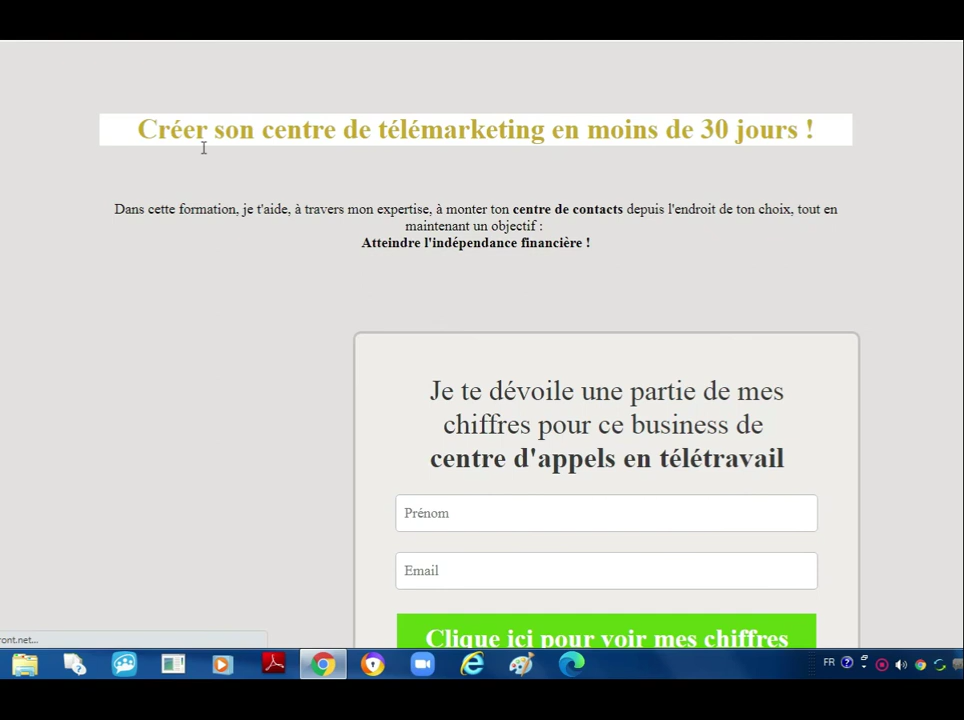 Créer son centre de télémarketing en moins de 30 jours !
Dans cette formation, je t'aide, à travers mon expertise, à monter ton centre de contacts depuis l'endroit de ton choix, tout en
maintenant un objectif :
Atteindre l'indépendance financière !
Je te dévoile une partie de mes
chiffres pour ce business de
centre d'appels en télétravail
Prénom
Email
Clique ici pour voir mes chiffres
ront.net...
FR